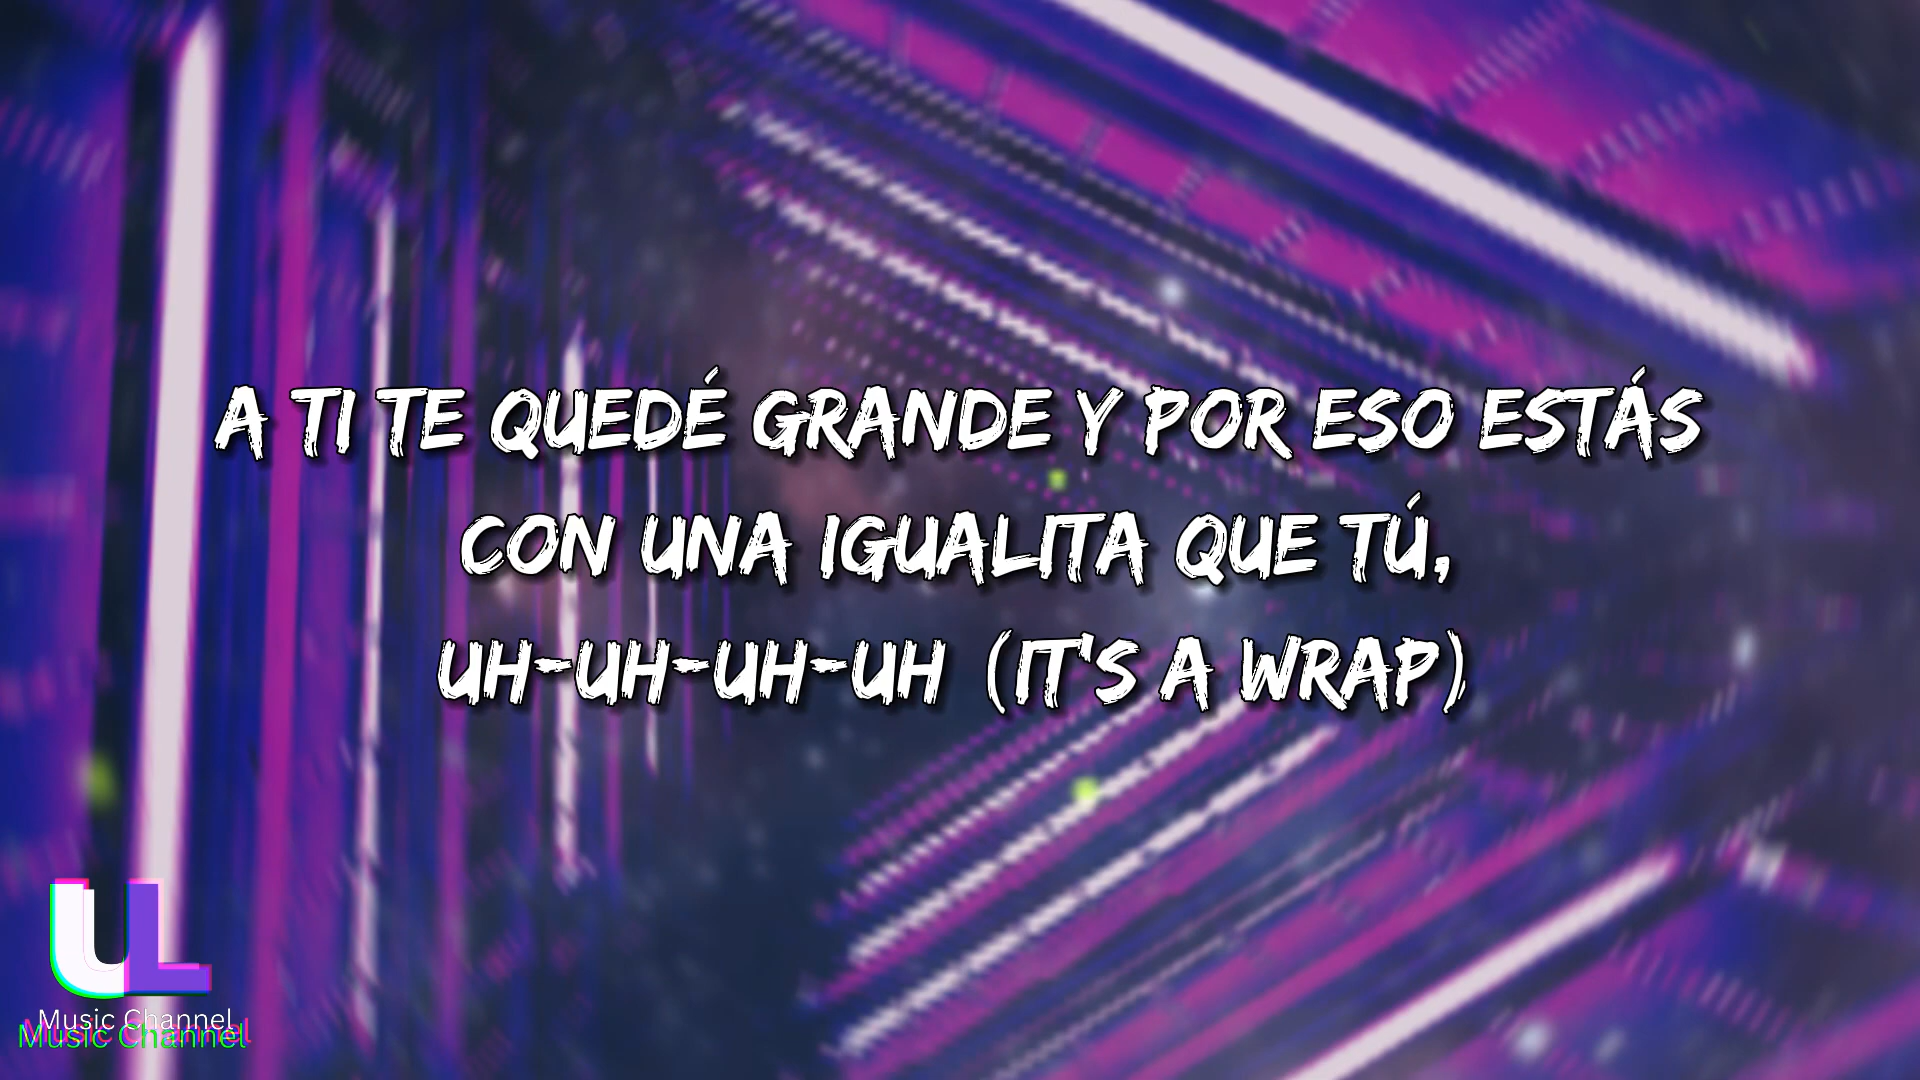 A TI TE QUEDÉ GRANDE Y POR ESO ESTÁS
CON UNA IGUALITA QUE TÚ,
UH-UH-UH-UH (IT'S A WRAP)
UL
Music Channel
Music Channel